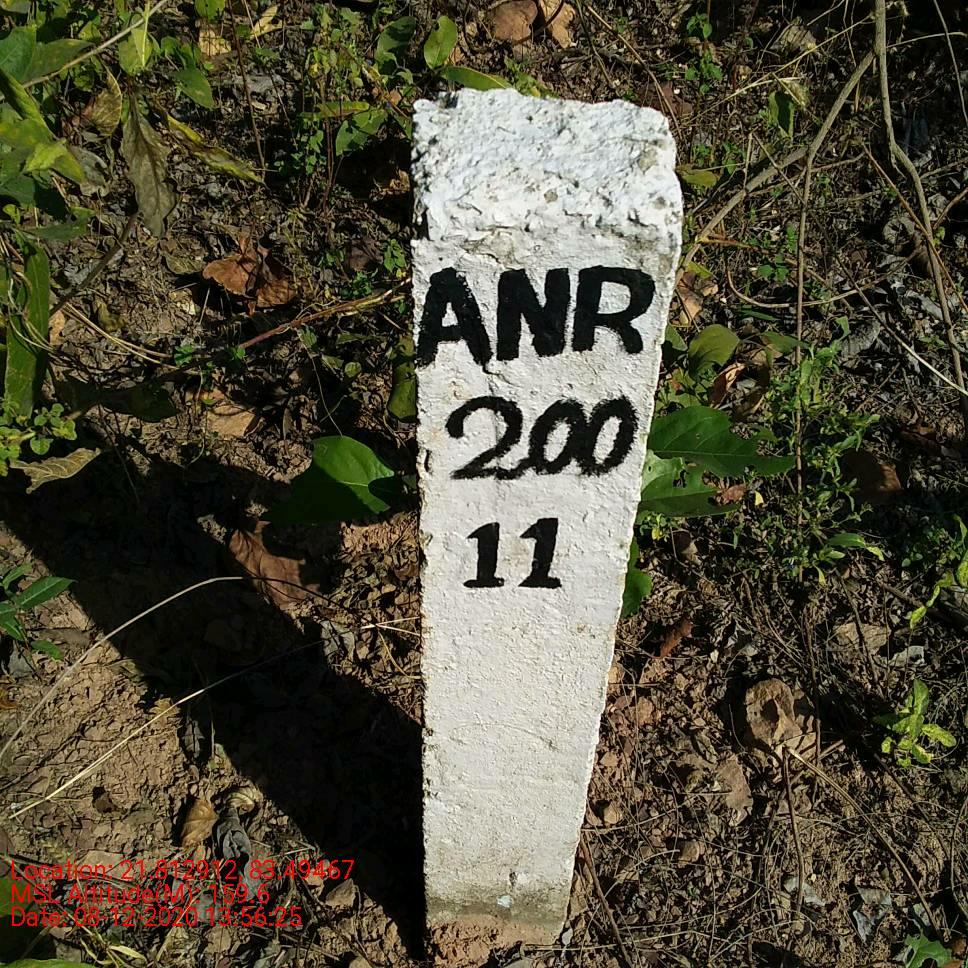 ANR
200
11
Location: 21.812912, 83.49467
MSL Altitude(M): 159.6
Date: 08-12-2020 13:56:25